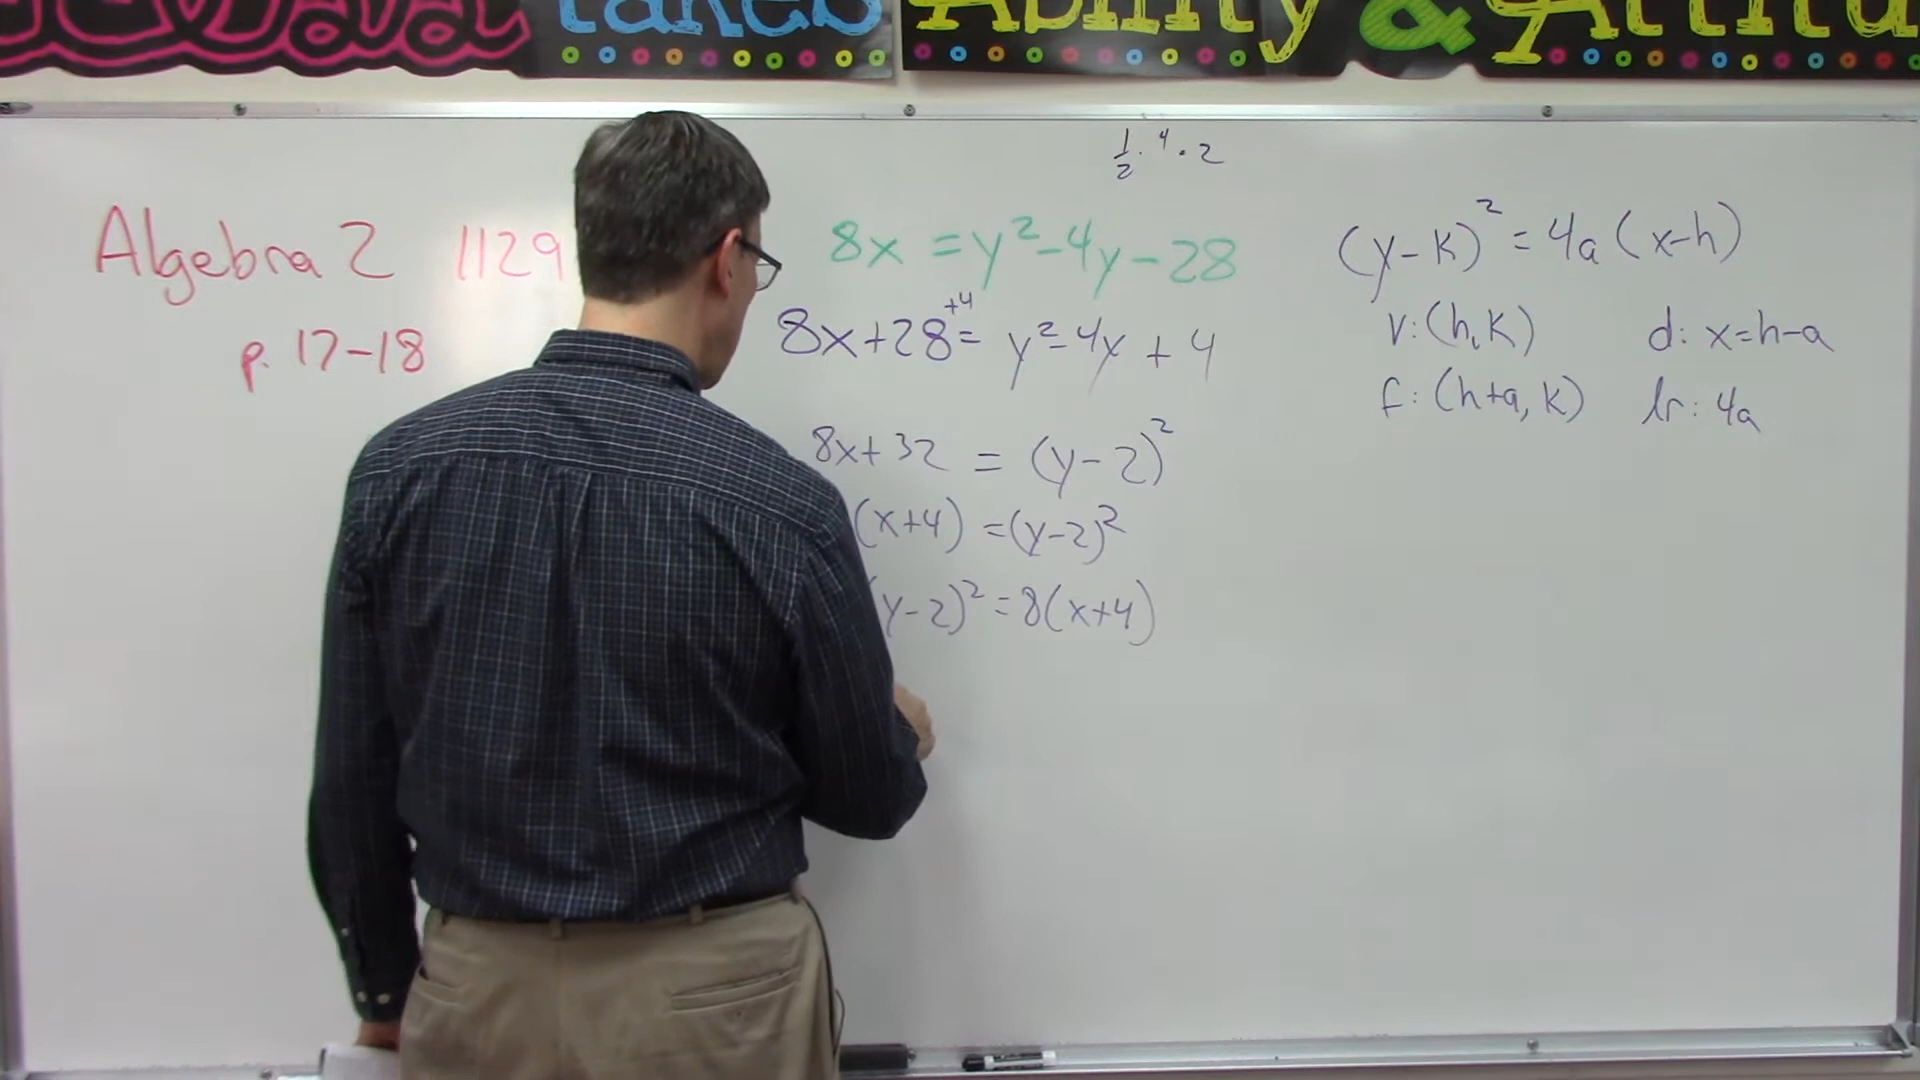 takes Ability &
½ · 4 · 2
Algebra 2 1129
p. 17-18
8x = y²-4y-28
8x+28+4 = y²-4y + 4
8x+32 = (y-2)²
(x+4) = (y-2)²
y-2)² = 8(x+4)
(y-k)² = 4a (x-h)
v: (h,k) d: x=h-a
f: (h+a, k) lr: 4a